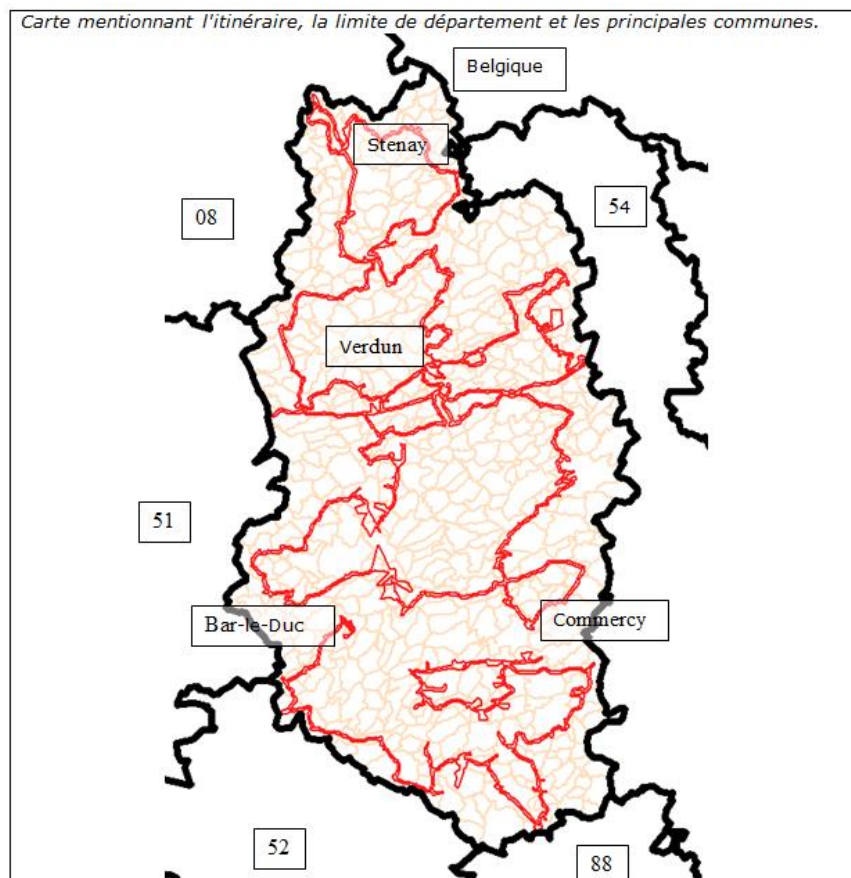 Carte mentionnant l'itinéraire, la limite de département et les principales communes.
Belgique
Stenay
08
54
Verdun
51
Bar-le-Duc
Commercy
52
88